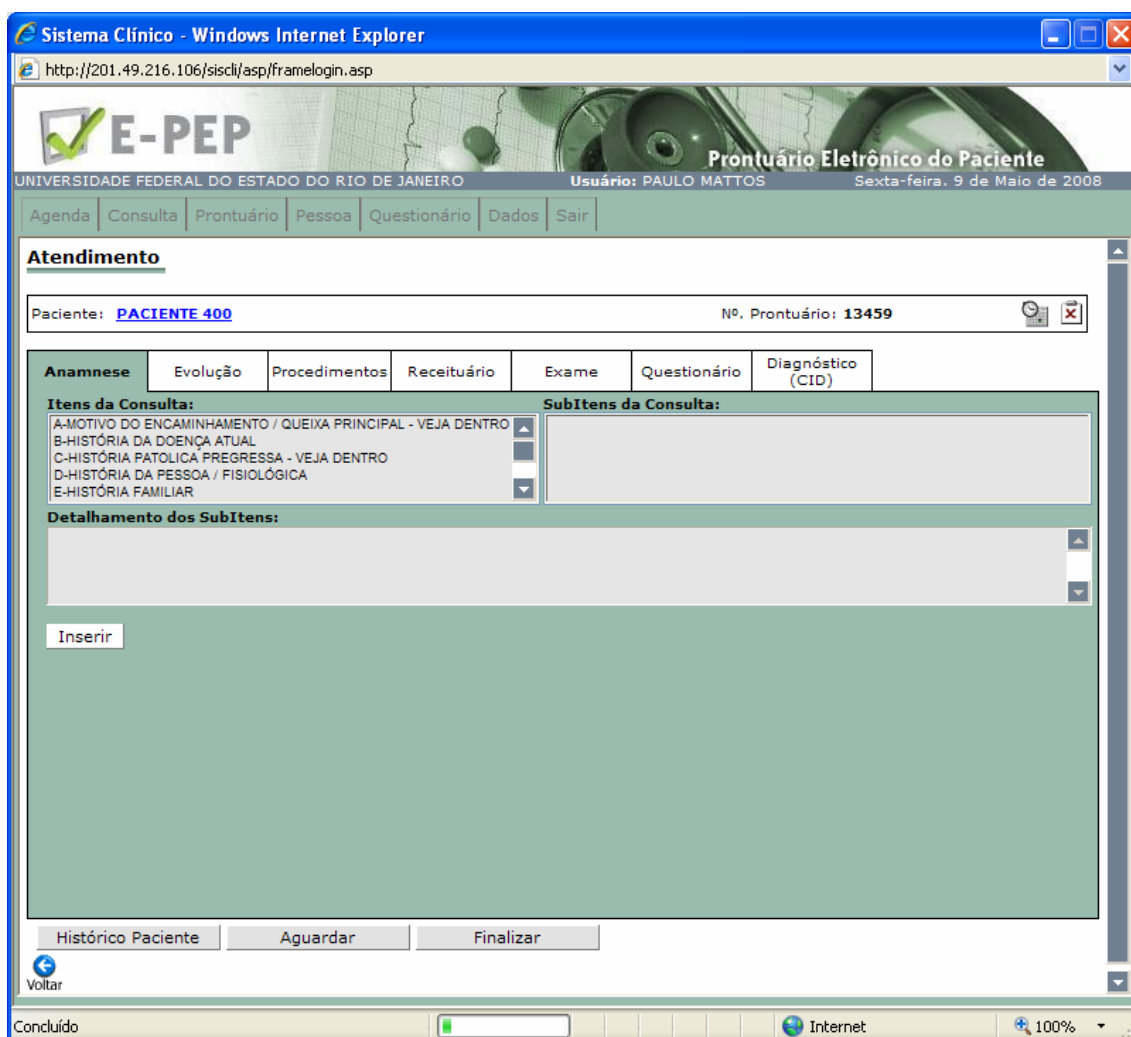 Sistema Clínico - Windows Internet Explorer
http://201.49.216.106/siscli/asp/framelogin.asp
E-PEP
Prontuário Eletrônico do Paciente
UNIVERSIDADE FEDERAL DO ESTADO DO RIO DE JANEIRO Usuário: PAULO MATTOS Sexta-feira. 9 de Maio de 2008
Agenda Consulta Prontuário Pessoa Questionário Dados Sair
Atendimento
Paciente: PACIENTE 400 Nº. Prontuário: 13459
Anamnese Evolução Procedimentos Receituário Exame Questionário Diagnóstico
(CID)
Itens da Consulta: SubItens da Consulta:
A-MOTIVO DO ENCAMINHAMENTO / QUEIXA PRINCIPAL - VEJA DENTRO
B-HISTÓRIA DA DOENÇA ATUAL
C-HISTÓRIA PATOLICA PREGRESSA - VEJA DENTRO
D-HISTÓRIA DA PESSOA / FISIOLÓGICA
E-HISTÓRIA FAMILIAR
Detalhamento dos SubItens:
Inserir
Histórico Paciente Aguardar Finalizar
Voltar
Concluído Internet 100%